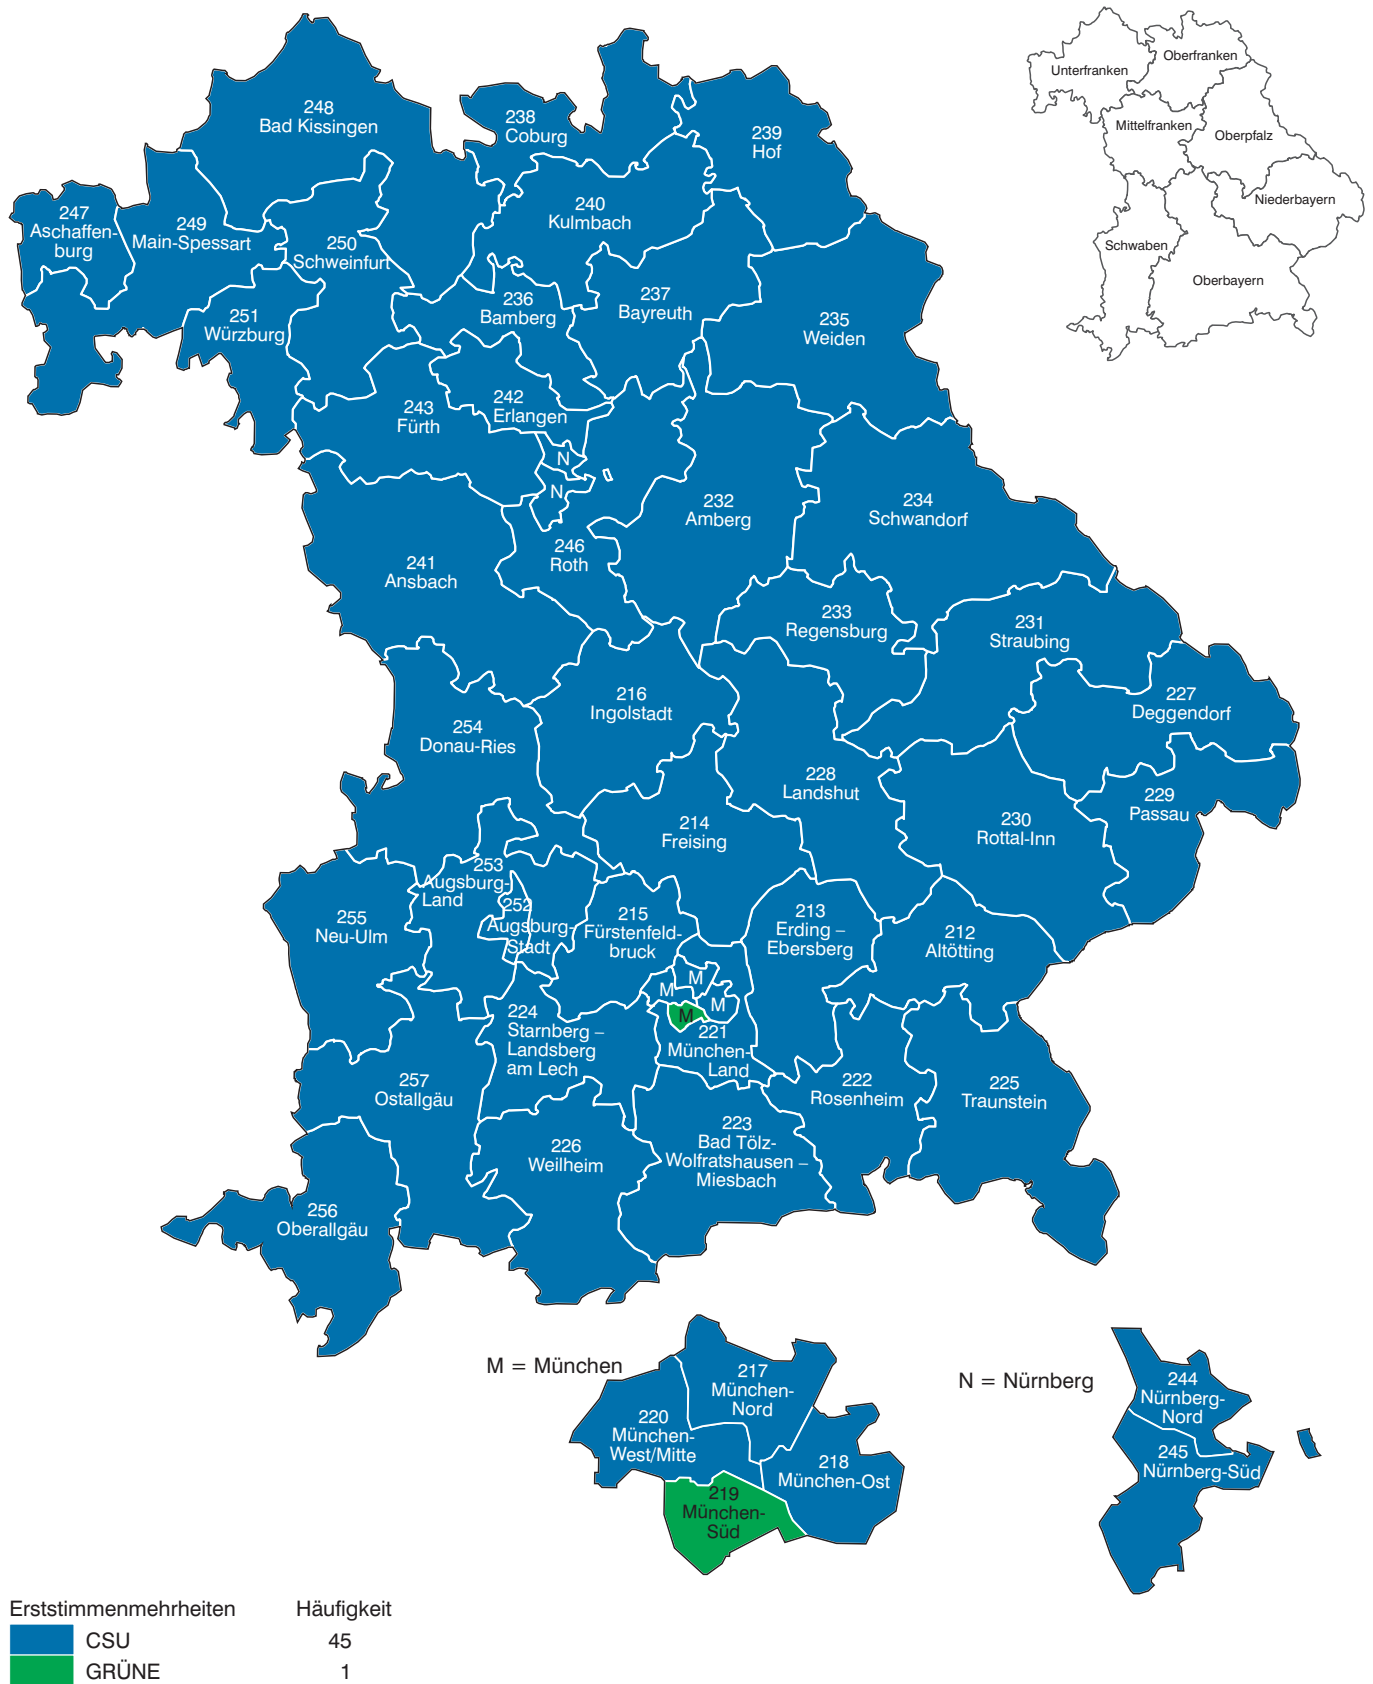 Unterfranken
Oberfranken
Mittelfranken
Oberpfalz
Niederbayern
Schwaben
Oberbayern
248
Bad Kissingen
238
Coburg
239
Hof
247
Aschaffen-
burg
249
Main-Spessart
240
Kulmbach
250
Schweinfurt
251
Würzburg
236
Bamberg
237
Bayreuth
235
Weiden
243
Fürth
242
Erlangen
N
N
232
Amberg
234
Schwandorf
246
Roth
241
Ansbach
233
Regensburg
231
Straubing
216
Ingolstadt
227
Deggendorf
254
Donau-Ries
228
Landshut
229
Passau
214
Freising
230
Rottal-Inn
253
Augsburg-
Land
252
Augsburg-
Stadt
255
Neu-Ulm
215
Fürstenfeld-
bruck
213
Erding –
Ebersberg
212
Altötting
M
M
M
M
224
Starnberg –
Landsberg
am Lech
221
München-
Land
257
Ostallgäu
222
Rosenheim
225
Traunstein
226
Weilheim
223
Bad Tölz-
Wolfratshausen –
Miesbach
256
Oberallgäu
M = München
217
München-
Nord
220
München-
West/Mitte
218
München-Ost
219
München-
Süd
N = Nürnberg
244
Nürnberg-
Nord
245
Nürnberg-Süd
Erststimmenmehrheiten Häufigkeit
CSU 45
GRÜNE 1